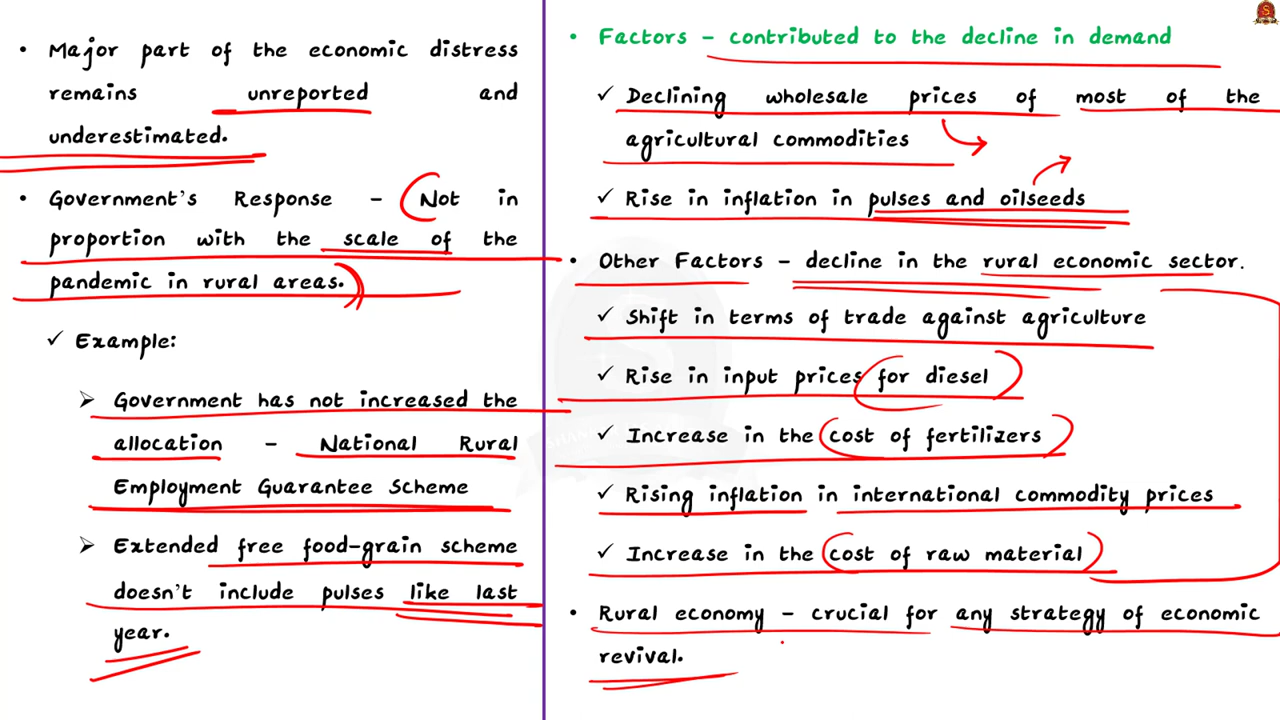 • Major part of the economic distress
remains unreported and
underestimated.
• Government's Response - Not in
proportion with the scale of the
pandemic in rural areas.
✓ Example:
➢ Government has not increased the
allocation - National Rural
Employment Guarantee Scheme
➢ Extended free food-grain scheme
doesn't include pulses like last
year.
• Factors - contributed to the decline in demand
✓ Declining wholesale prices of most of the
agricultural commodities
✓ Rise in inflation in pulses and oilseeds
• Other Factors - decline in the rural economic sector.
✓ Shift in terms of trade against agriculture
✓ Rise in input prices for diesel
✓ Increase in the cost of fertilizers
✓ Rising inflation in international commodity prices
✓ Increase in the cost of raw material
• Rural economy - crucial for any strategy of economic
revival.